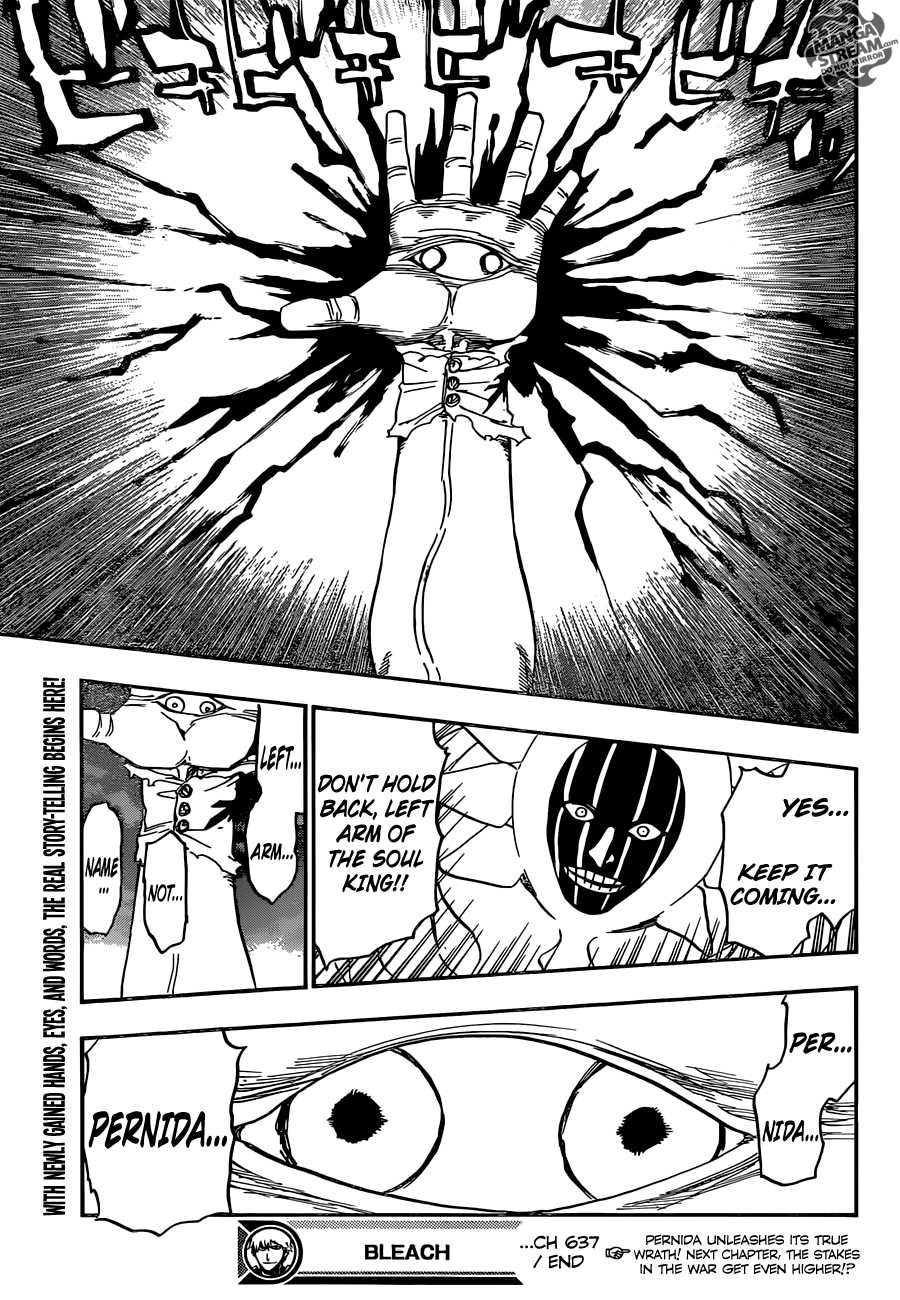 MANGA
STREAM.com
DO NOT MIRROR
YES...
KEEP IT
COMING...
DON'T HOLD
BACK, LEFT
ARM OF
THE SOUL
KING!!
LEFT...
ARM...
NOT...
NAME
...
PER...
NIDA...
PERNIDA...
WITH NEWLY GAINED HANDS, EYES, AND WORDS, THE REAL STORY-TELLING BEGINS HERE!
BLEACH
...CH 637
/ END
☞ PERNIDA UNLEASHES ITS TRUE
WRATH! NEXT CHAPTER, THE STAKES
IN THE WAR GET EVEN HIGHER!?